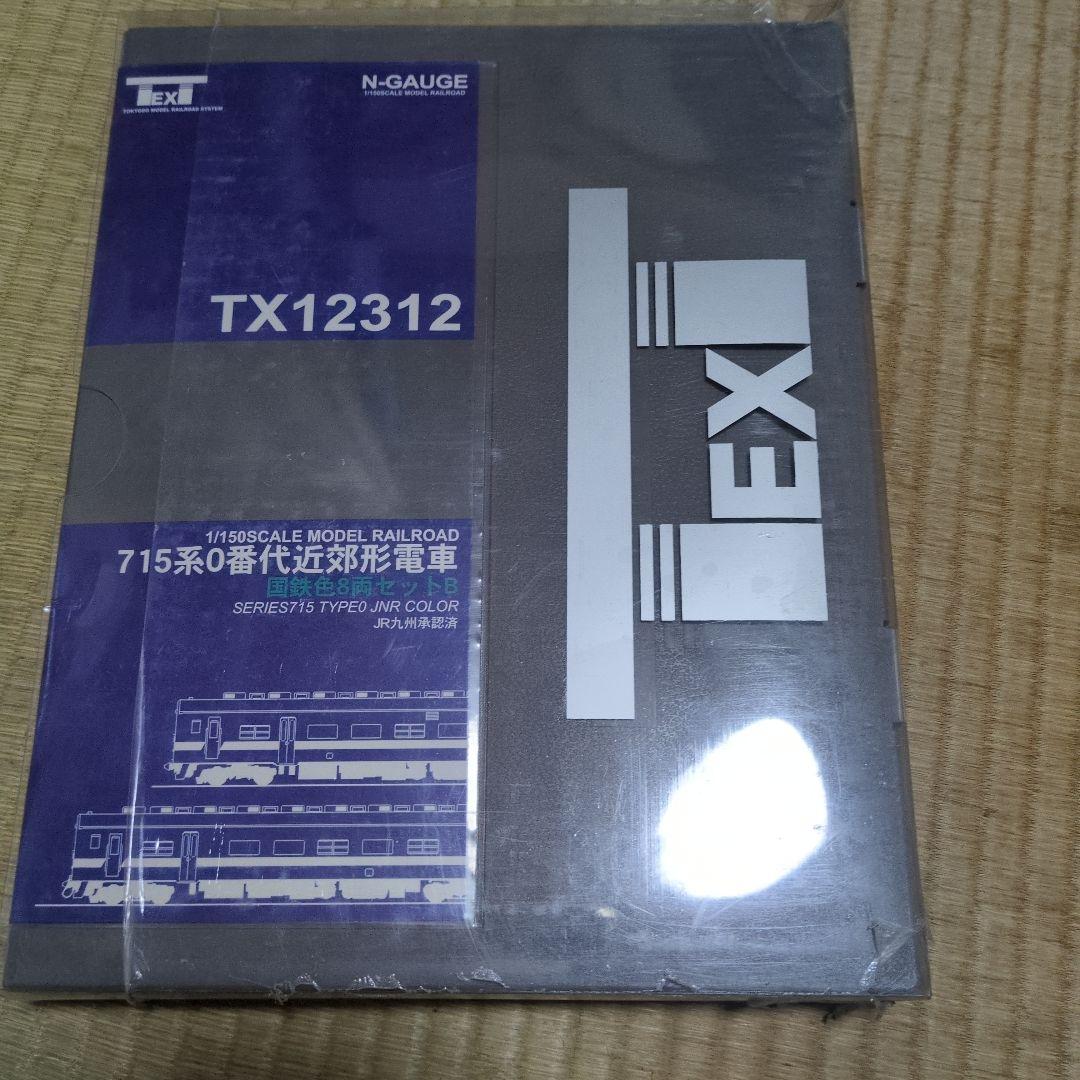 TEXT
TOKYODO MODEL RAILROAD SYSTEM
N-GAUGE
1/150SCALE MODEL RAILROAD
TX12312
1/150SCALE MODEL RAILROAD
715系0番代近郊形電車
国鉄色8両セットB
SERIES715 TYPE0 JNR COLOR
JR九州承認済
TEXT